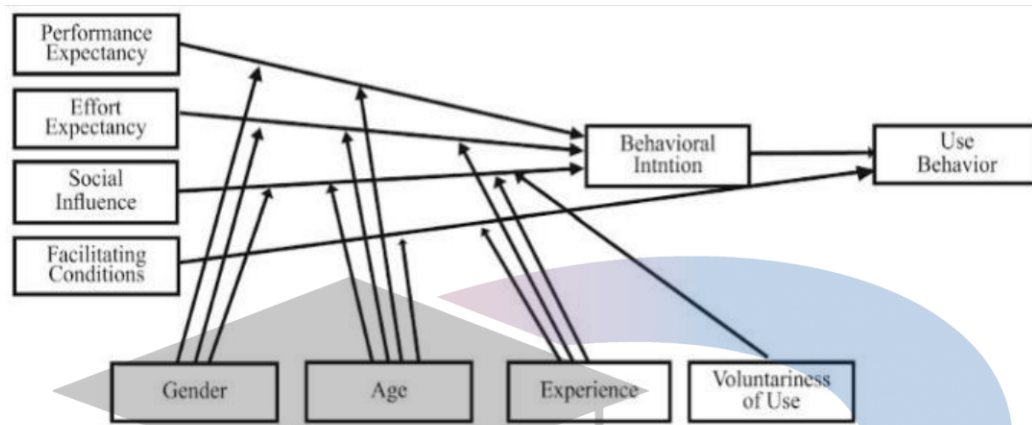 Performance
Expectancy
Effort
Expectancy
Social
Influence
Facilitating
Conditions
Behavioral
Intntion
Use
Behavior
Gender
Age
Experience
Voluntariness
of Use